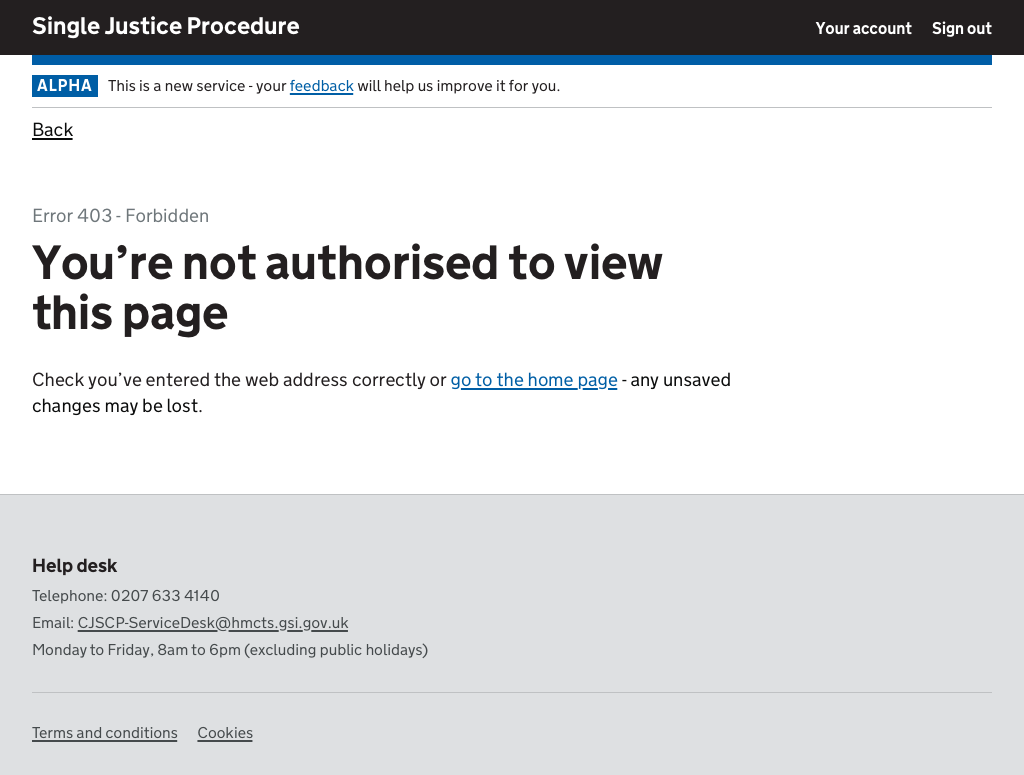 Single Justice Procedure
Your account Sign out
ALPHA This is a new service - your feedback will help us improve it for you.
Back
Error 403 - Forbidden
You’re not authorised to view
this page
Check you’ve entered the web address correctly or go to the home page - any unsaved
changes may be lost.
Help desk
Telephone: 0207 633 4140
Email: CJSCP-ServiceDesk@hmcts.gsi.gov.uk
Monday to Friday, 8am to 6pm (excluding public holidays)
Terms and conditions Cookies